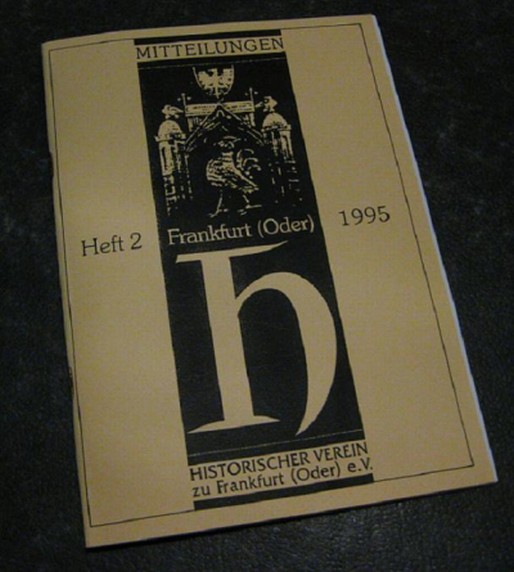 MITTEILUNGEN
Frankfurt (Oder)
Heft 2
1995
h
HISTORISCHER VEREIN
zu Frankfurt (Oder) e.V.